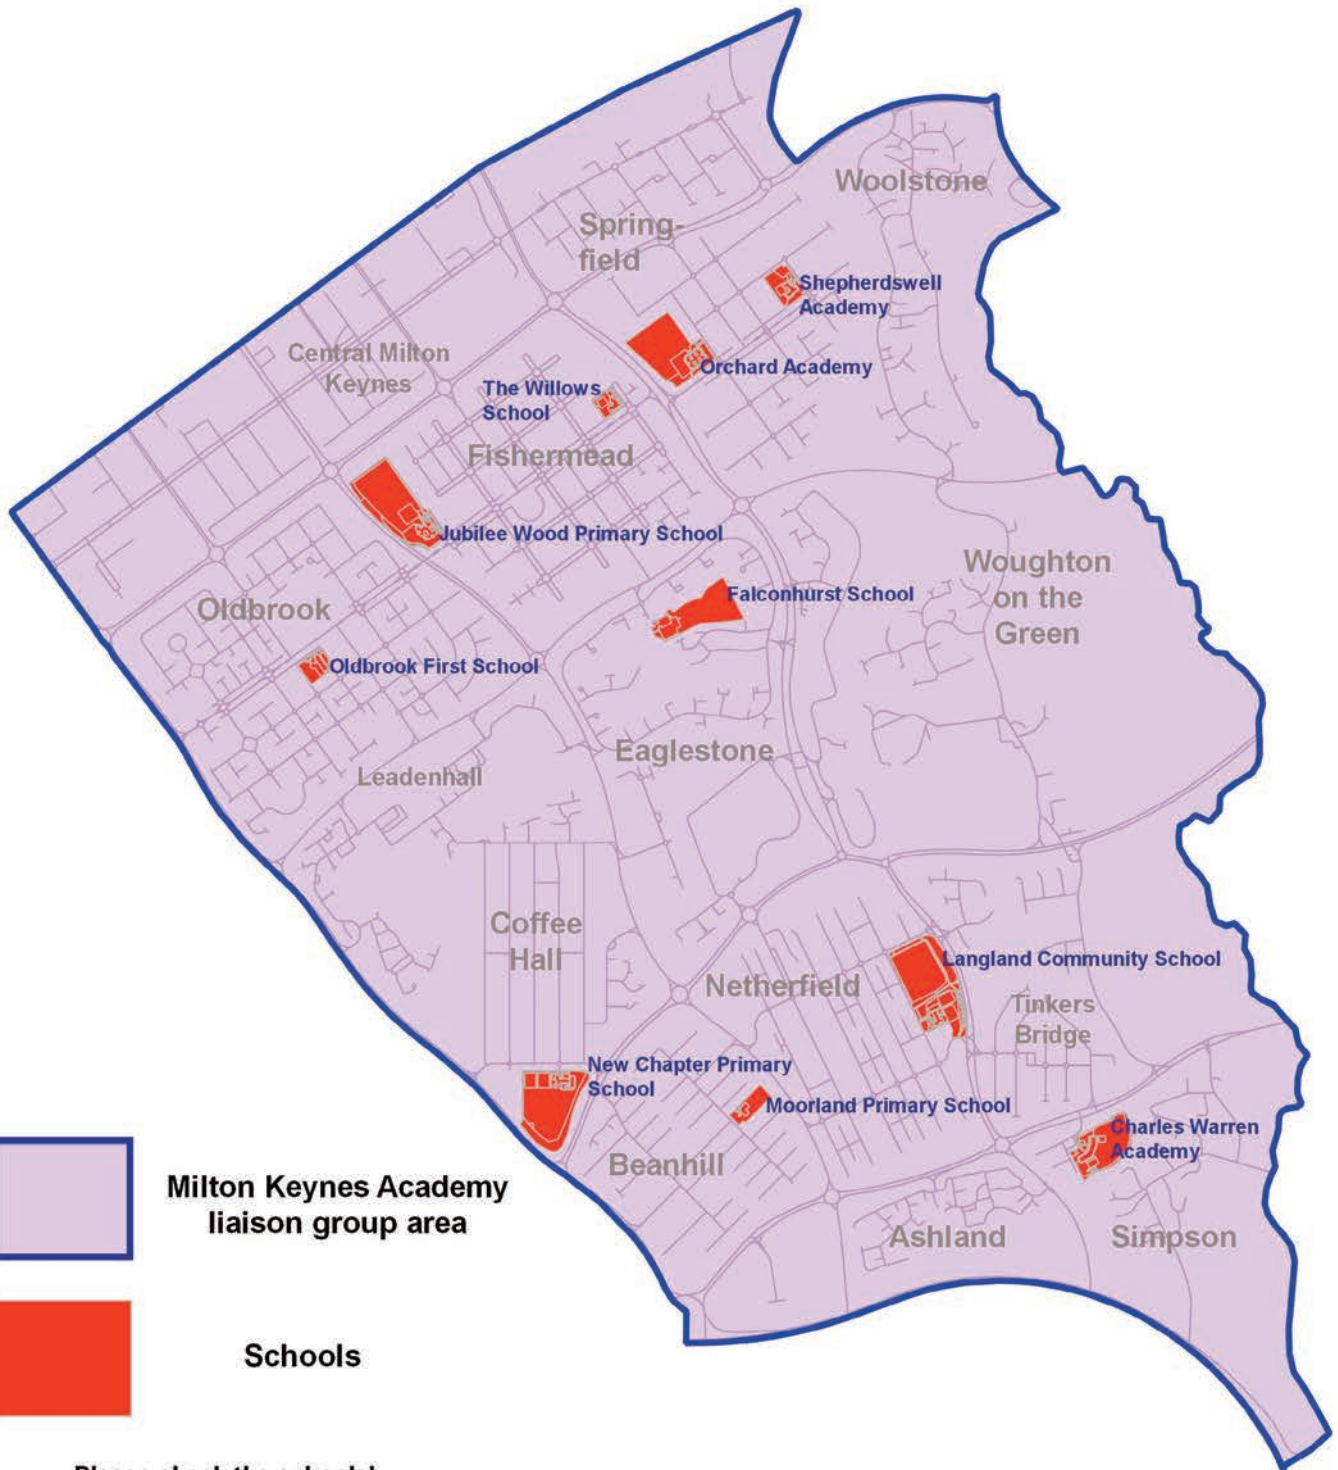 Woolstone
Spring-
field
Shepherdswell
Academy
Central Milton
Keynes
Orchard Academy
The Willows
School
Fishermead
Jubilee Wood Primary School
Woughton
on the
Green
Falconhurst School
Oldbrook
Oldbrook First School
Eaglestone
Leadenhall
Coffee
Hall
Langland Community School
Netherfield
Tinkers
Bridge
New Chapter Primary
School
Moorland Primary School
Charles Warren
Academy
Beanhill
Ashland
Simpson
Milton Keynes Academy
liaison group area
Schools